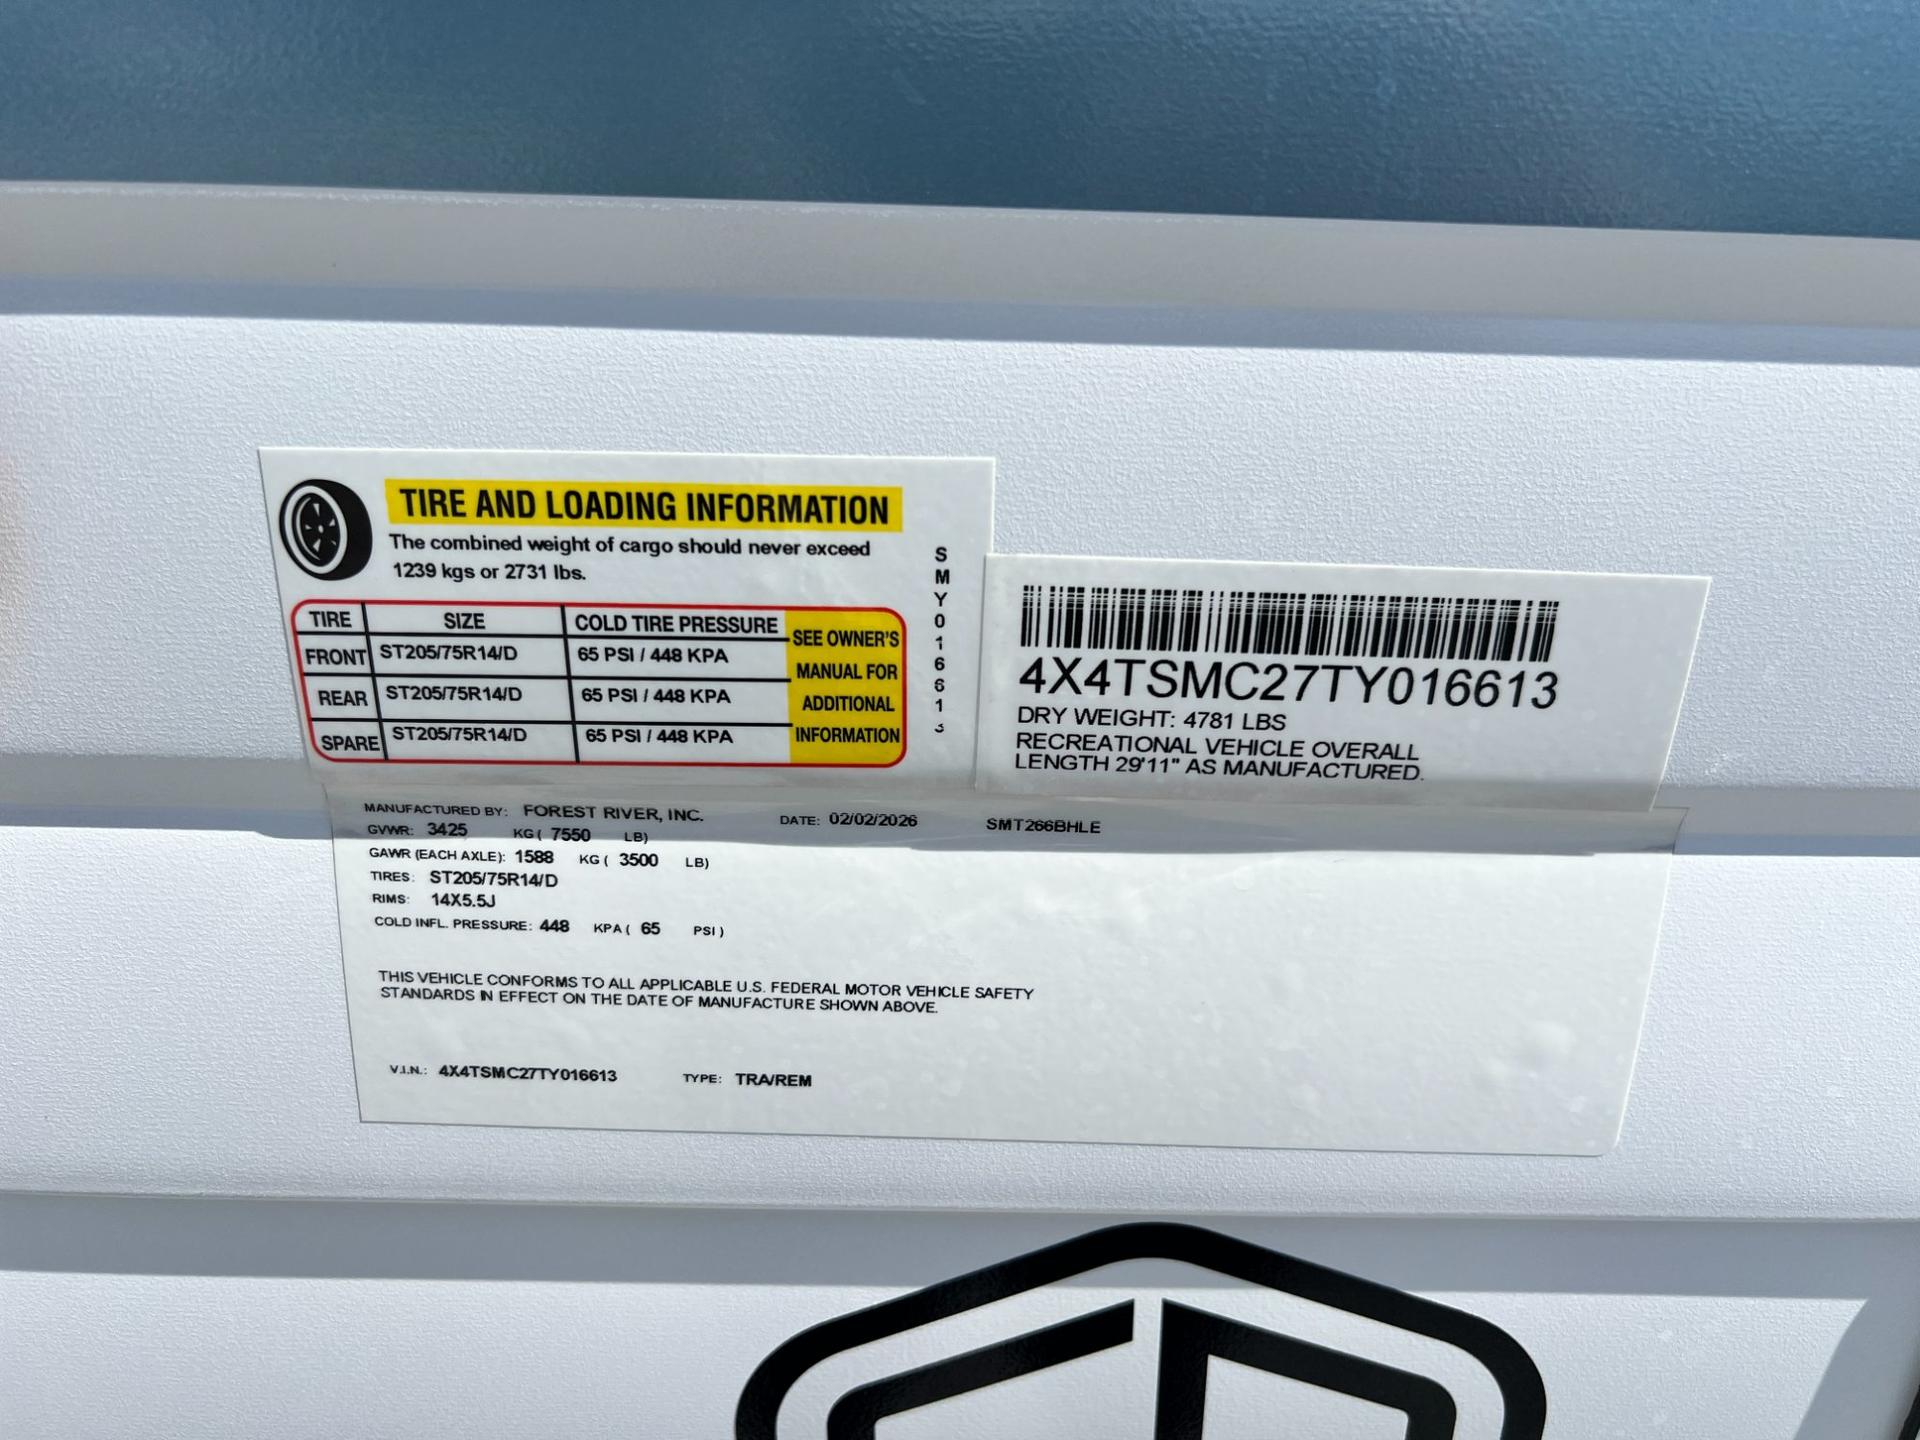 TIRE AND LOADING INFORMATION
The combined weight of cargo should never exceed
1239 kgs or 2731 lbs.
TIRE SIZE COLD TIRE PRESSURE
FRONT ST205/75R14/D 65 PSI / 448 KPA
REAR ST205/75R14/D 65 PSI / 448 KPA
SPARE ST205/75R14/D 65 PSI / 448 KPA
SEE OWNER'S
MANUAL FOR
ADDITIONAL
INFORMATION
SMY016613
4X4TSMC27TY016613
DRY WEIGHT: 4781 LBS
RECREATIONAL VEHICLE OVERALL
LENGTH 29'11" AS MANUFACTURED.
MANUFACTURED BY: FOREST RIVER, INC. DATE: 02/02/2026 SMT266BHLE
GVWR: 3425 KG ( 7550 LB)
GAWR (EACH AXLE): 1588 KG ( 3500 LB)
TIRES: ST205/75R14/D
RIMS: 14X5.5J
COLD INFL. PRESSURE: 448 KPA ( 65 PSI )
THIS VEHICLE CONFORMS TO ALL APPLICABLE U.S. FEDERAL MOTOR VEHICLE SAFETY
STANDARDS IN EFFECT ON THE DATE OF MANUFACTURE SHOWN ABOVE.
V.I.N.: 4X4TSMC27TY016613 TYPE: TRA/REM